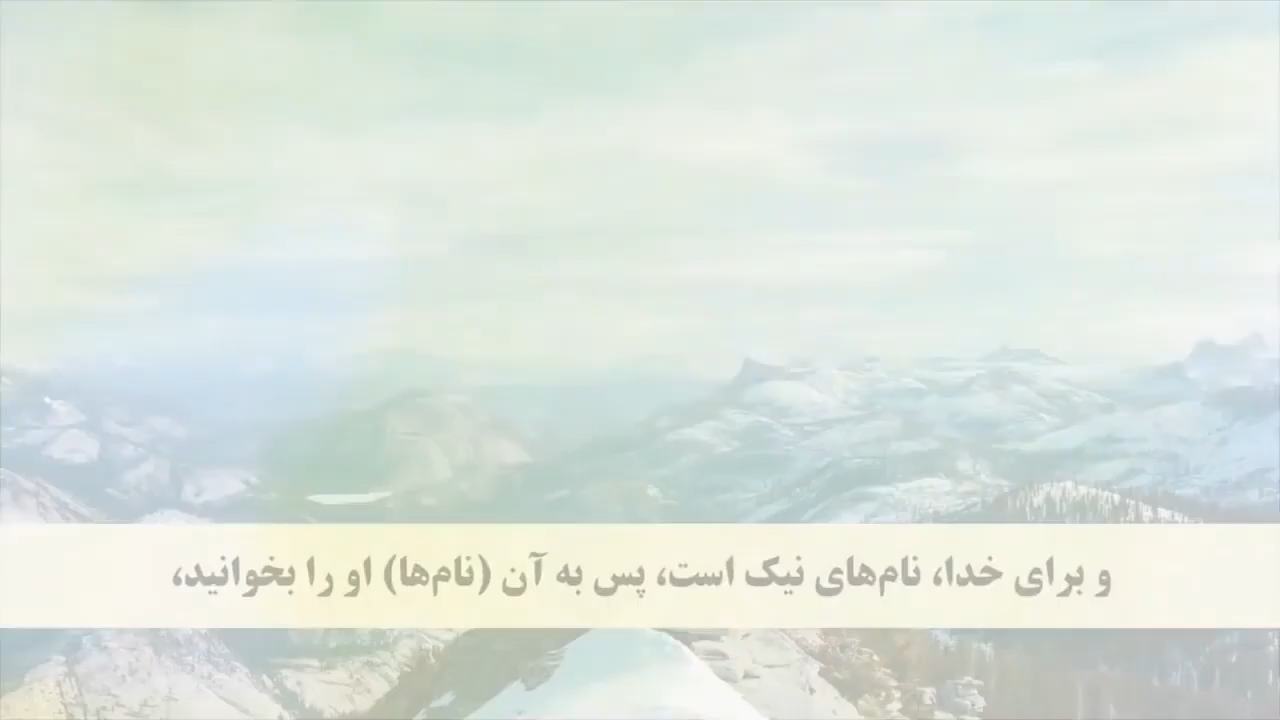 و برای خدا، نام‌های نیک است، پس به آن (نام‌ها) او را بخوانید،